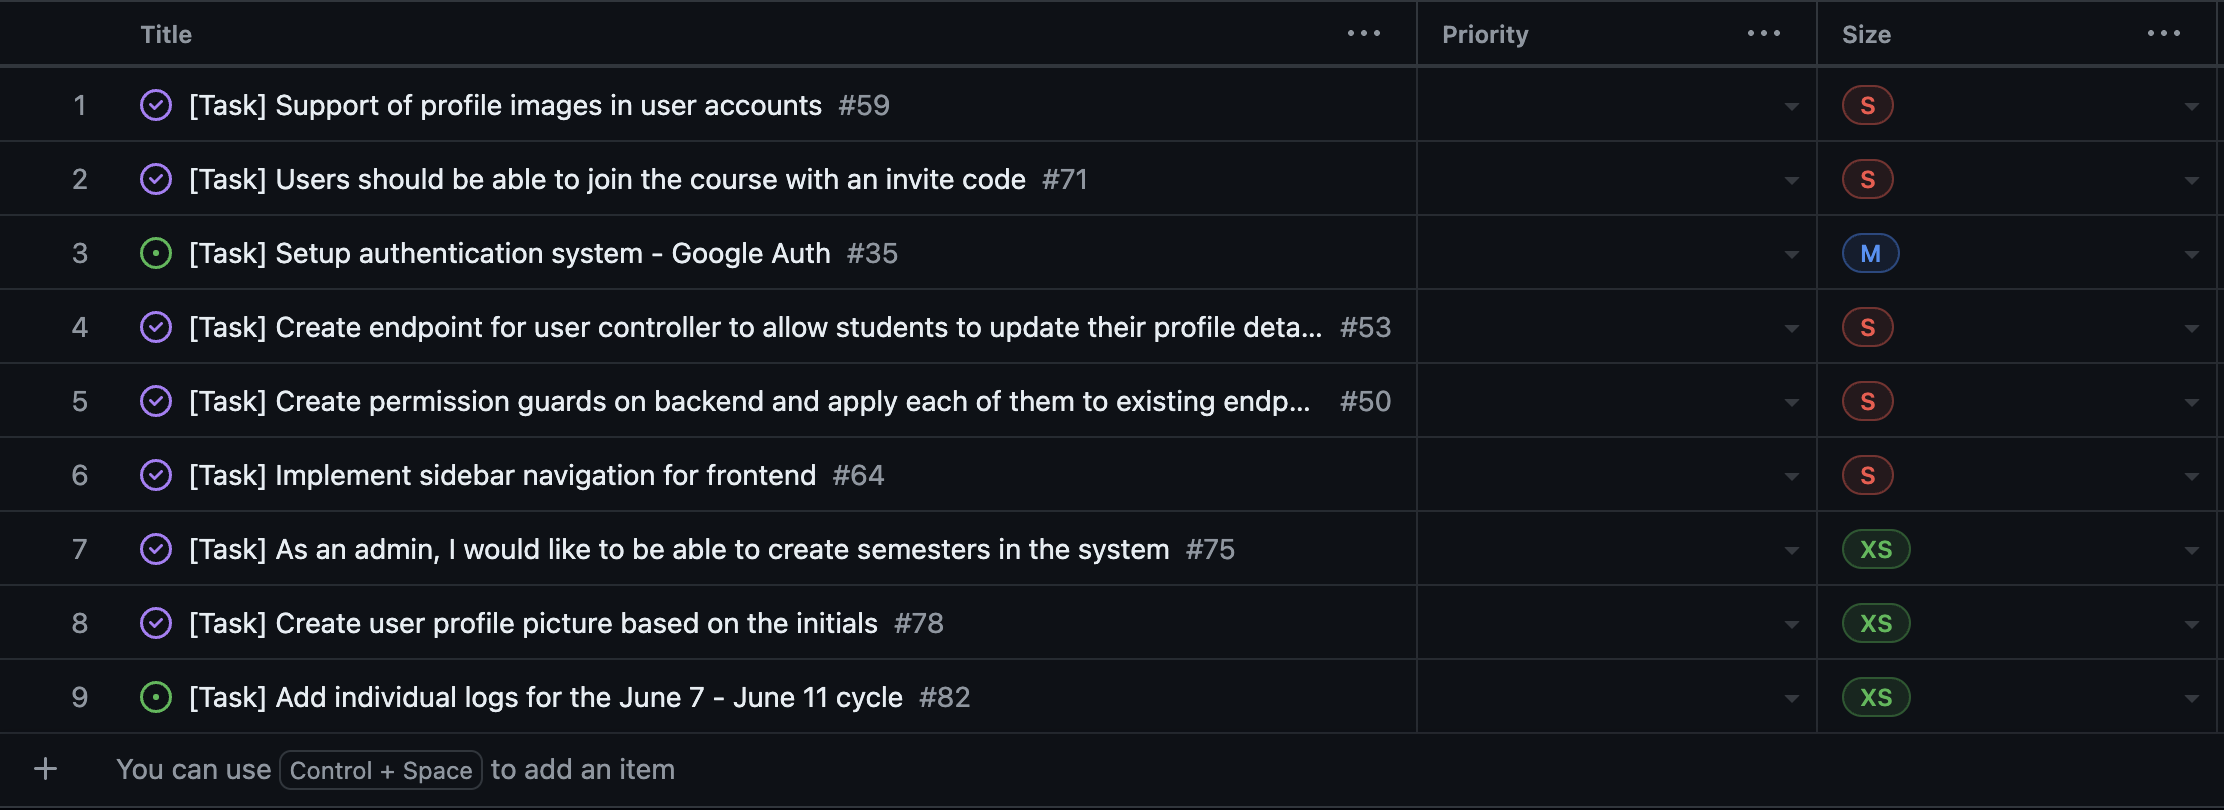 Title Priority Size
1 [Task] Support of profile images in user accounts #59 S
2 [Task] Users should be able to join the course with an invite code #71 S
3 [Task] Setup authentication system - Google Auth #35 M
4 [Task] Create endpoint for user controller to allow students to update their profile deta... #53 S
5 [Task] Create permission guards on backend and apply each of them to existing endp... #50 S
6 [Task] Implement sidebar navigation for frontend #64 S
7 [Task] As an admin, I would like to be able to create semesters in the system #75 XS
8 [Task] Create user profile picture based on the initials #78 XS
9 [Task] Add individual logs for the June 7 - June 11 cycle #82 XS
+ You can use Control + Space to add an item